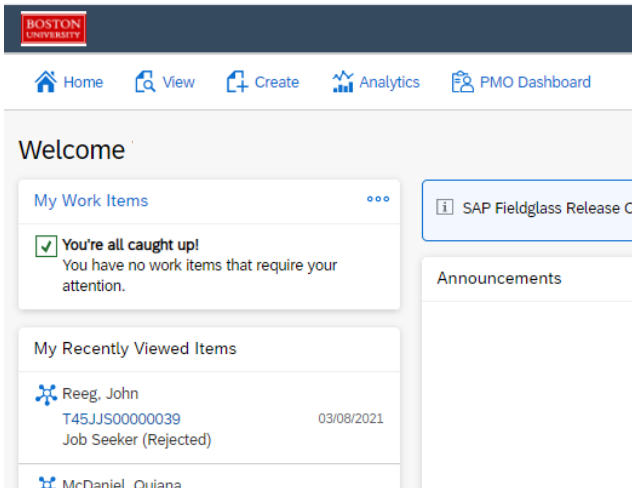 BOSTON
UNIVERSITY
Home View Create Analytics PMO Dashboard
Welcome
My Work Items
SAP Fieldglass Release
You're all caught up!
You have no work items that require your
attention.
Announcements
My Recently Viewed Items
Reeg, John
T45JJS00000039 03/08/2021
Job Seeker (Rejected)
McDaniel, Quiana